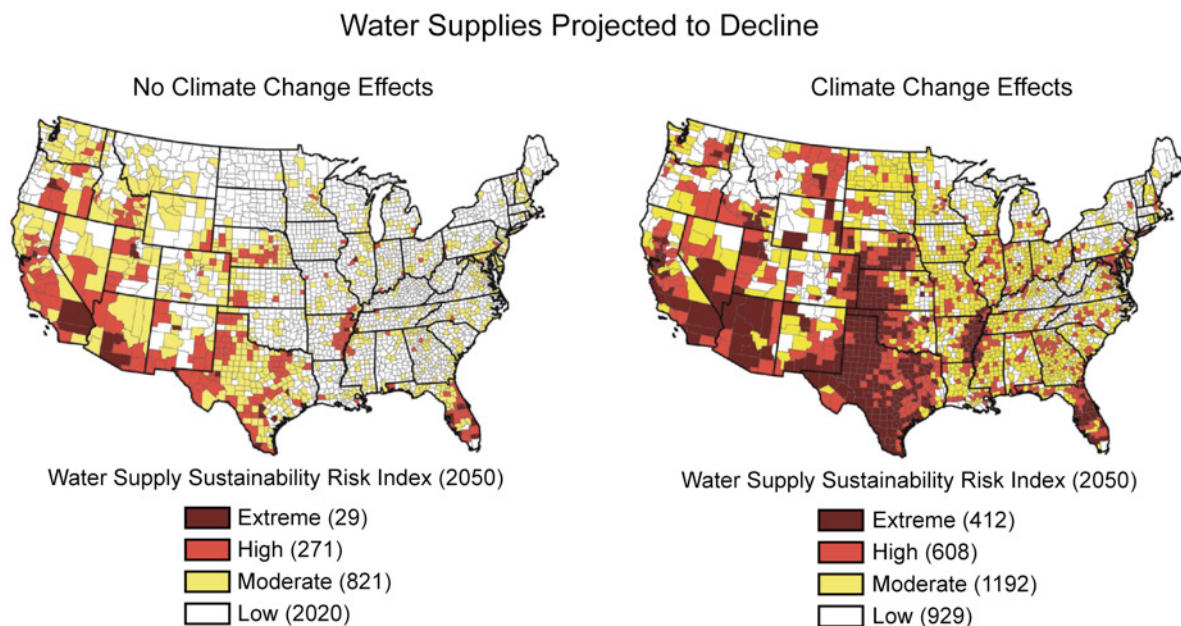 Water Supplies Projected to Decline
No Climate Change Effects
Water Supply Sustainability Risk Index (2050)
Extreme (29)
High (271)
Moderate (821)
Low (2020)
Climate Change Effects
Water Supply Sustainability Risk Index (2050)
Extreme (412)
High (608)
Moderate (1192)
Low (929)